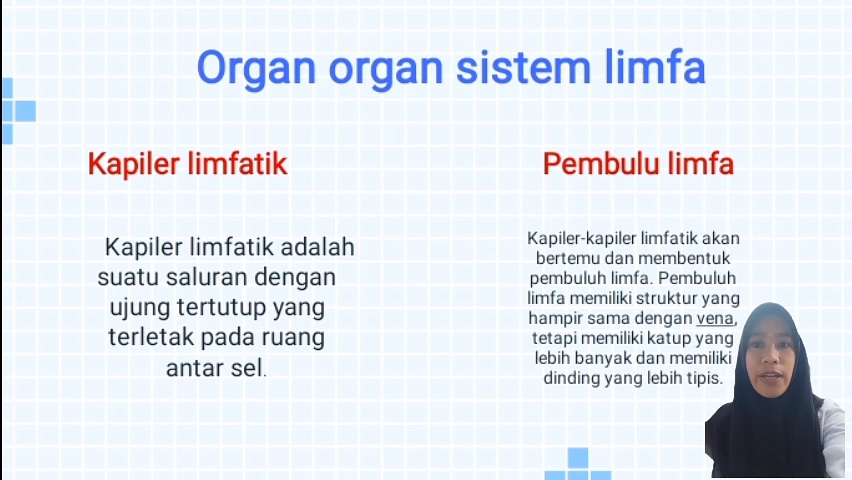 Organ organ sistem limfa
Kapiler limfatik
Kapiler limfatik adalah
suatu saluran dengan
ujung tertutup yang
terletak pada ruang
antar sel.
Pembulu limfa
Kapiler-kapiler limfatik akan
bertemu dan membentuk
pembuluh limfa. Pembuluh
limfa memiliki struktur yang
hampir sama dengan vena,
tetapi memiliki katup yang
lebih banyak dan memiliki
dinding yang lebih tipis.